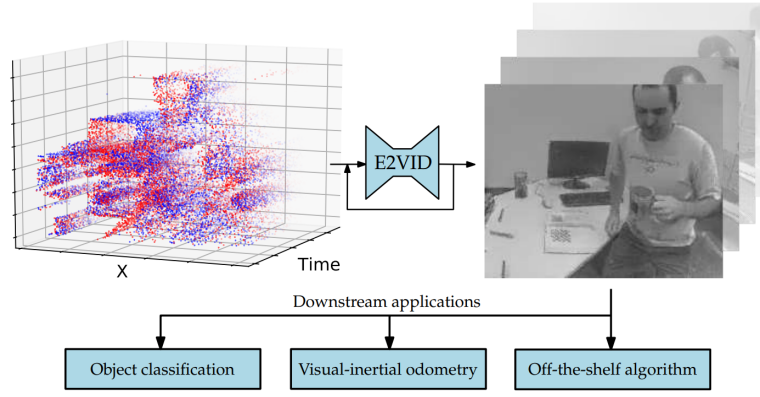 E2VID
Time
X
Downstream applications
Object classification
Visual-inertial odometry
Off-the-shelf algorithm